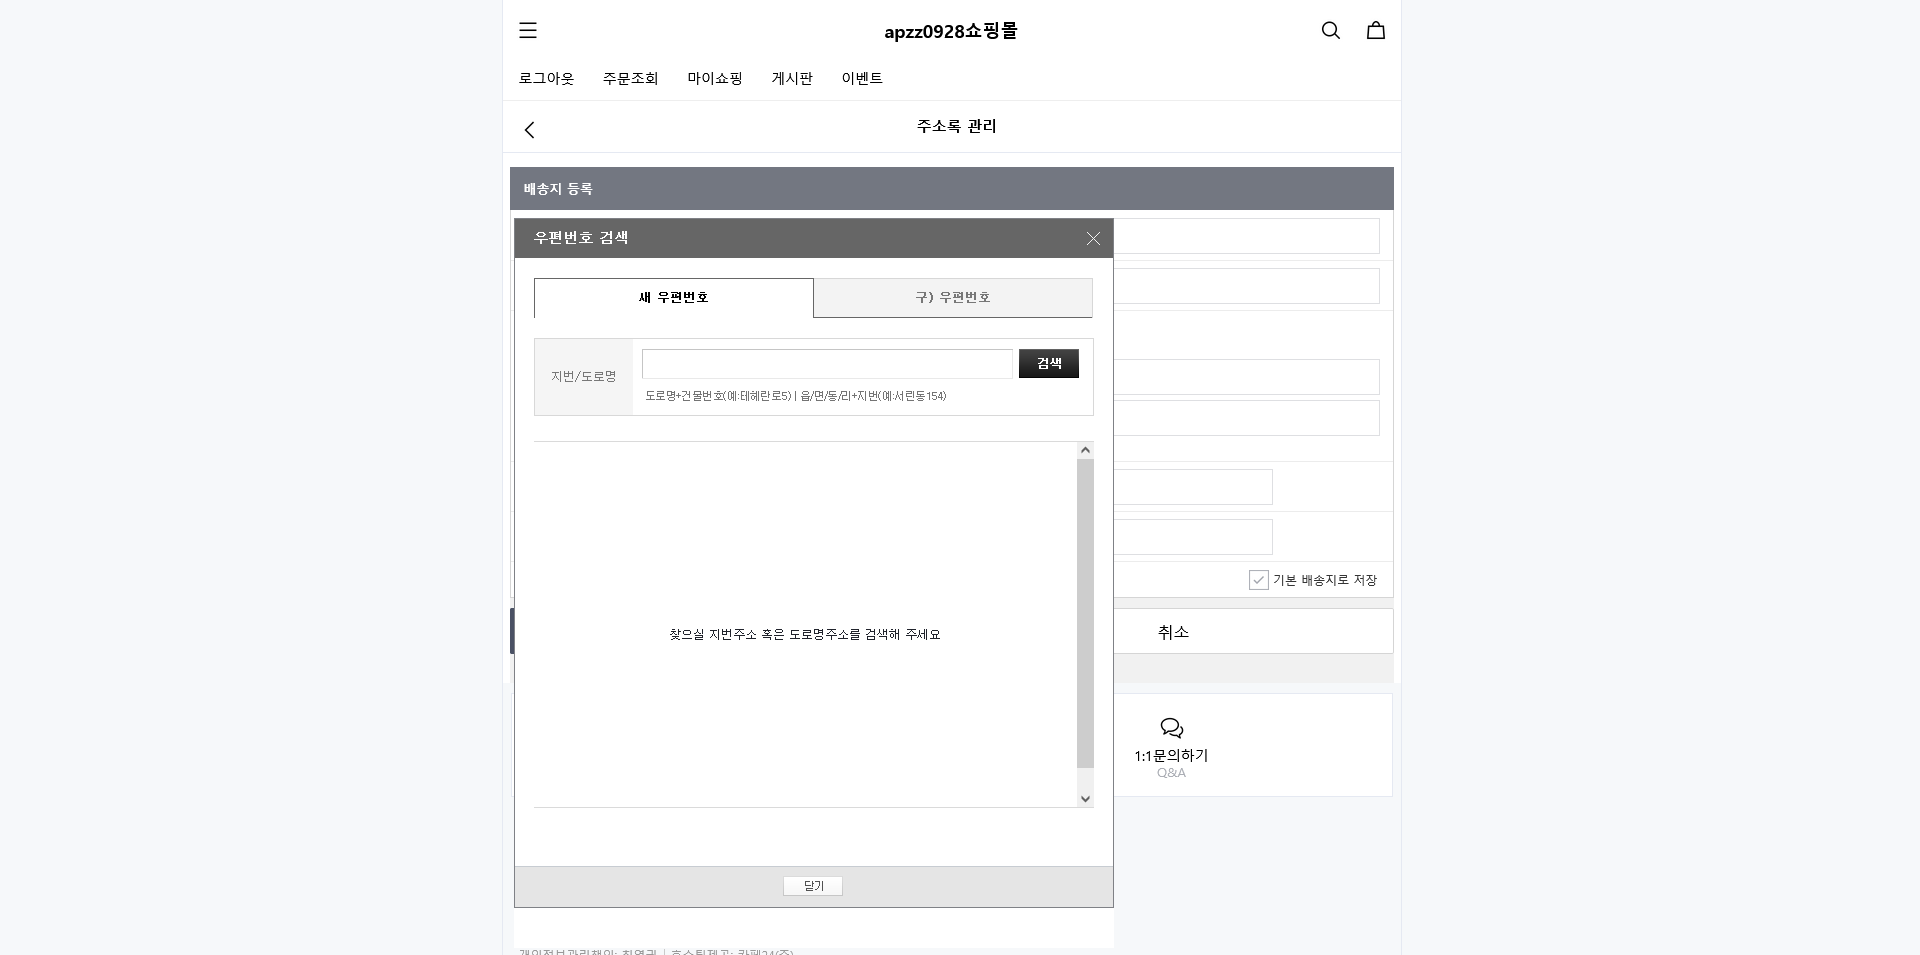 apzz0928쇼핑몰
로그아웃 주문조회 마이쇼핑 게시판 이벤트
주소록 관리
배송지 등록
우편번호 검색
새 우편번호 구) 우편번호
지번/도로명 검색
도로명+건물번호(예:테헤란로5) | 읍/면/동/리+지번(예:서린동154)
찾으실 지번주소 혹은 도로명주소를 검색해 주세요
기본 배송지로 저장
취소
1:1문의하기
Q&A
닫기